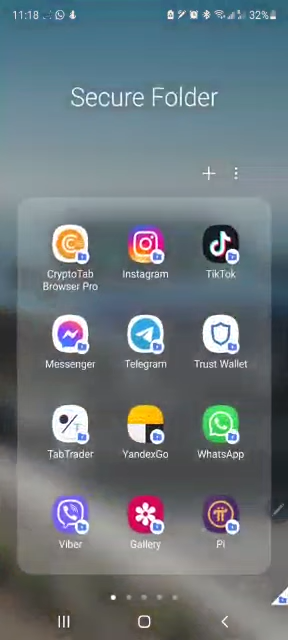 11:18
32%
Secure Folder
CryptoTab
Browser Pro
Instagram
TikTok
Messenger
Telegram
Trust Wallet
TabTrader
YandexGo
WhatsApp
Viber
Gallery
Pi